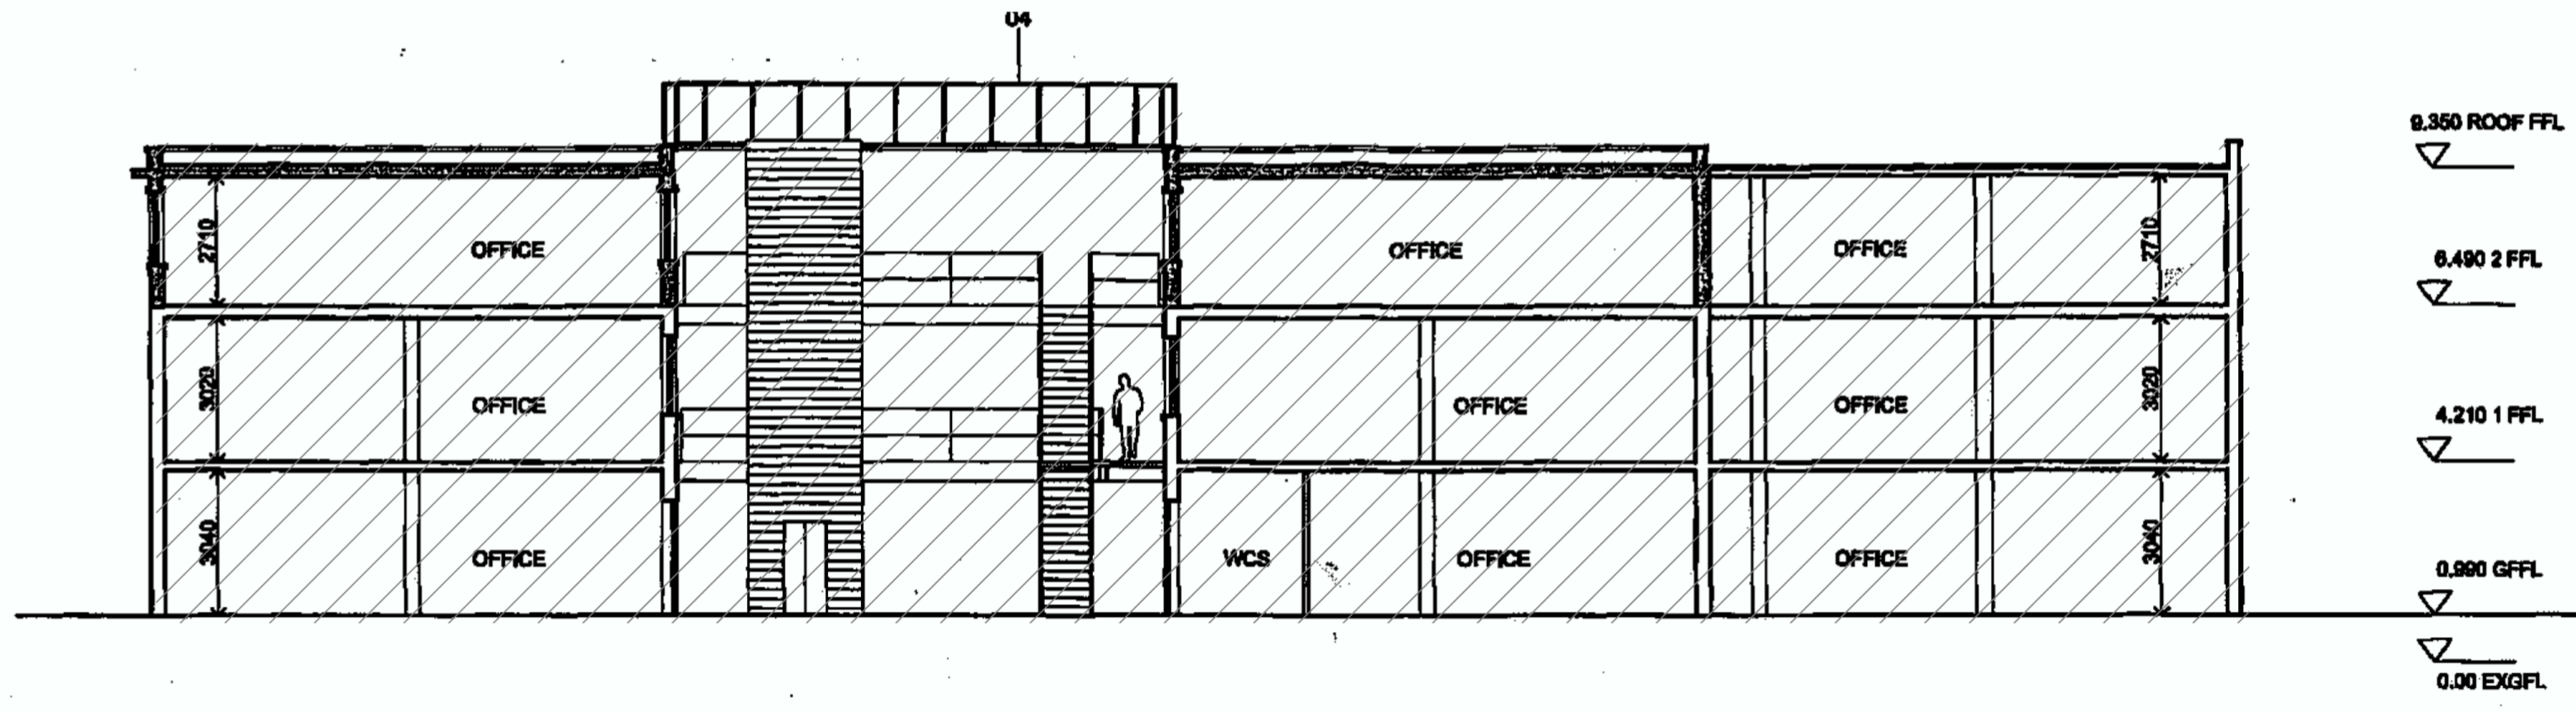 04
9.350 ROOF FFL
2710
OFFICE
OFFICE
OFFICE
2710
6.490 2 FFL
3020
OFFICE
OFFICE
OFFICE
3020
4.210 1 FFL
3040
OFFICE
WCS
OFFICE
OFFICE
3040
0.990 GFFL
0.00 EXGFL